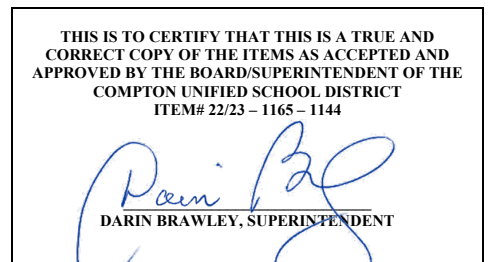 THIS IS TO CERTIFY THAT THIS IS A TRUE AND
CORRECT COPY OF THE ITEMS AS ACCEPTED AND
APPROVED BY THE BOARD/SUPERINTENDENT OF THE
COMPTON UNIFIED SCHOOL DISTRICT
ITEM# 22/23 – 1165 – 1144
DARIN BRAWLEY, SUPERINTENDENT